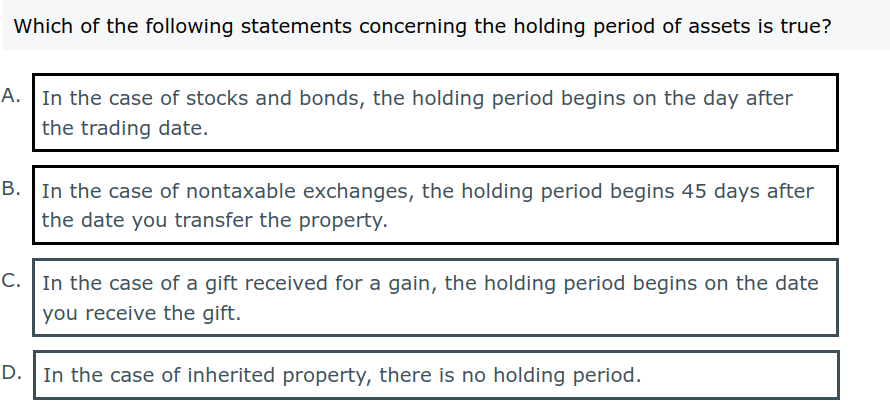 Which of the following statements concerning the holding period of assets is true?
A. In the case of stocks and bonds, the holding period begins on the day after
the trading date.
B. In the case of nontaxable exchanges, the holding period begins 45 days after
the date you transfer the property.
C. In the case of a gift received for a gain, the holding period begins on the date
you receive the gift.
D. In the case of inherited property, there is no holding period.